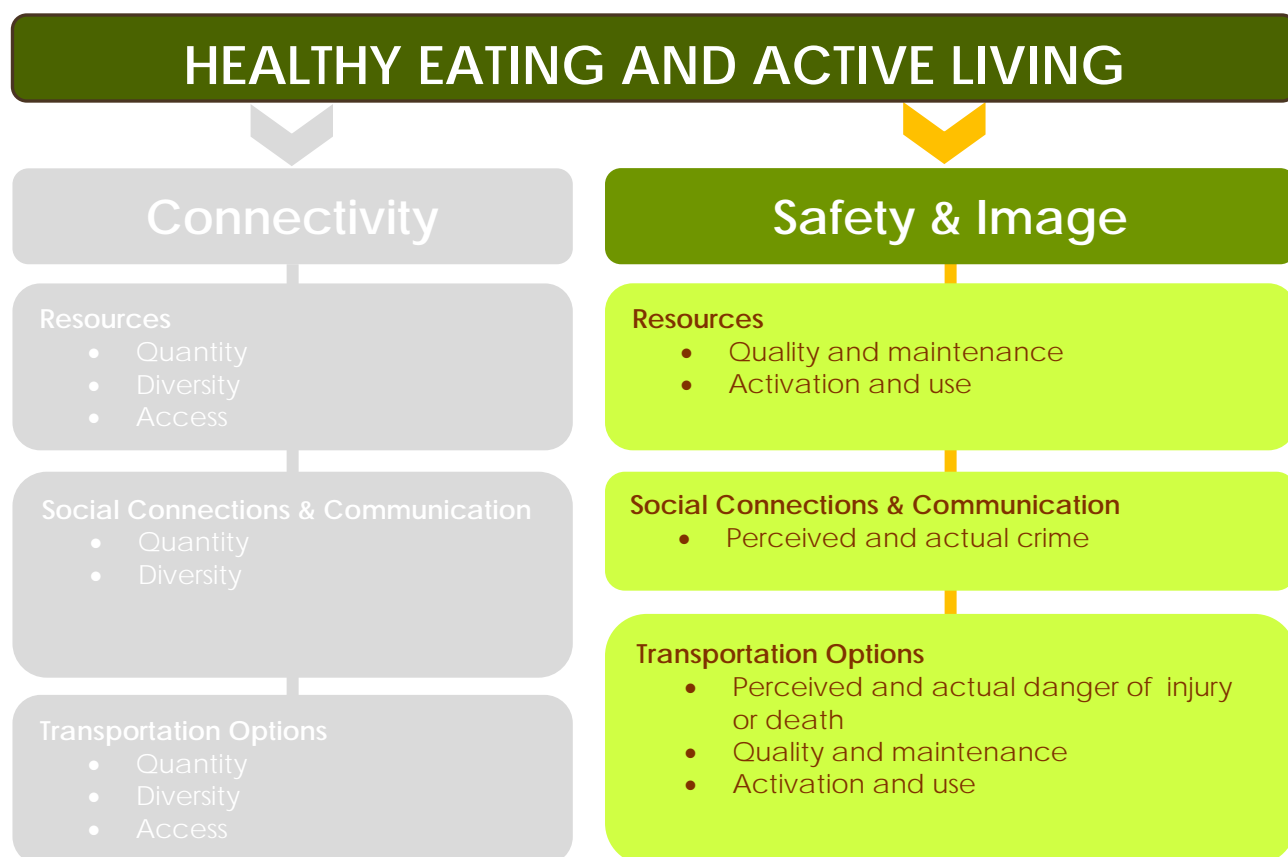 HEALTHY EATING AND ACTIVE LIVING
Connectivity
Resources
• Quantity
• Diversity
• Access
Social Connections & Communication
• Quantity
• Diversity
Transportation Options
• Quantity
• Diversity
• Access
Safety & Image
Resources
• Quality and maintenance
• Activation and use
Social Connections & Communication
• Perceived and actual crime
Transportation Options
• Perceived and actual danger of injury
or death
• Quality and maintenance
• Activation and use